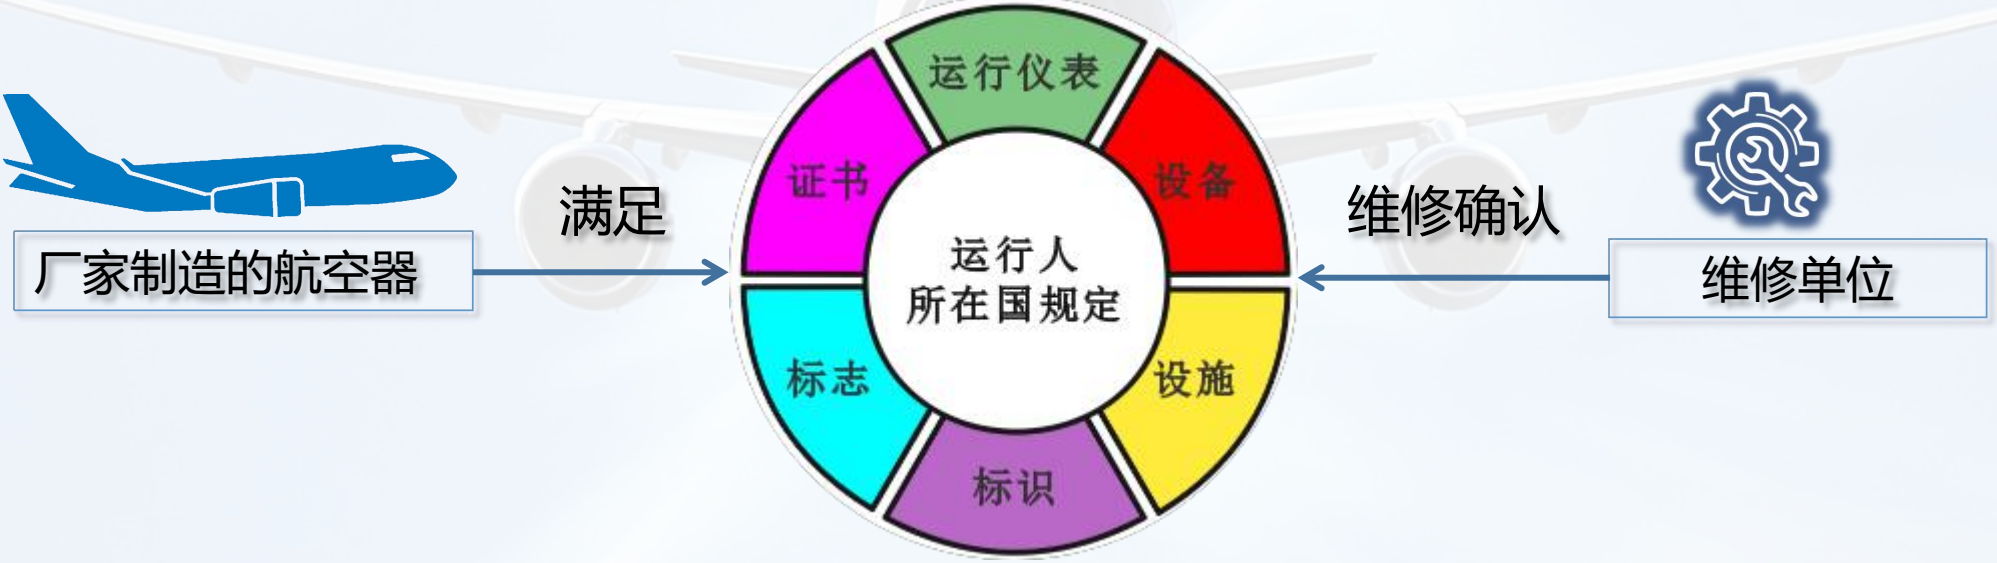 厂家制造的航空器
满足
运行仪表
设备
设施
标识
标志
证书
运行人
所在国规定
维修确认
维修单位